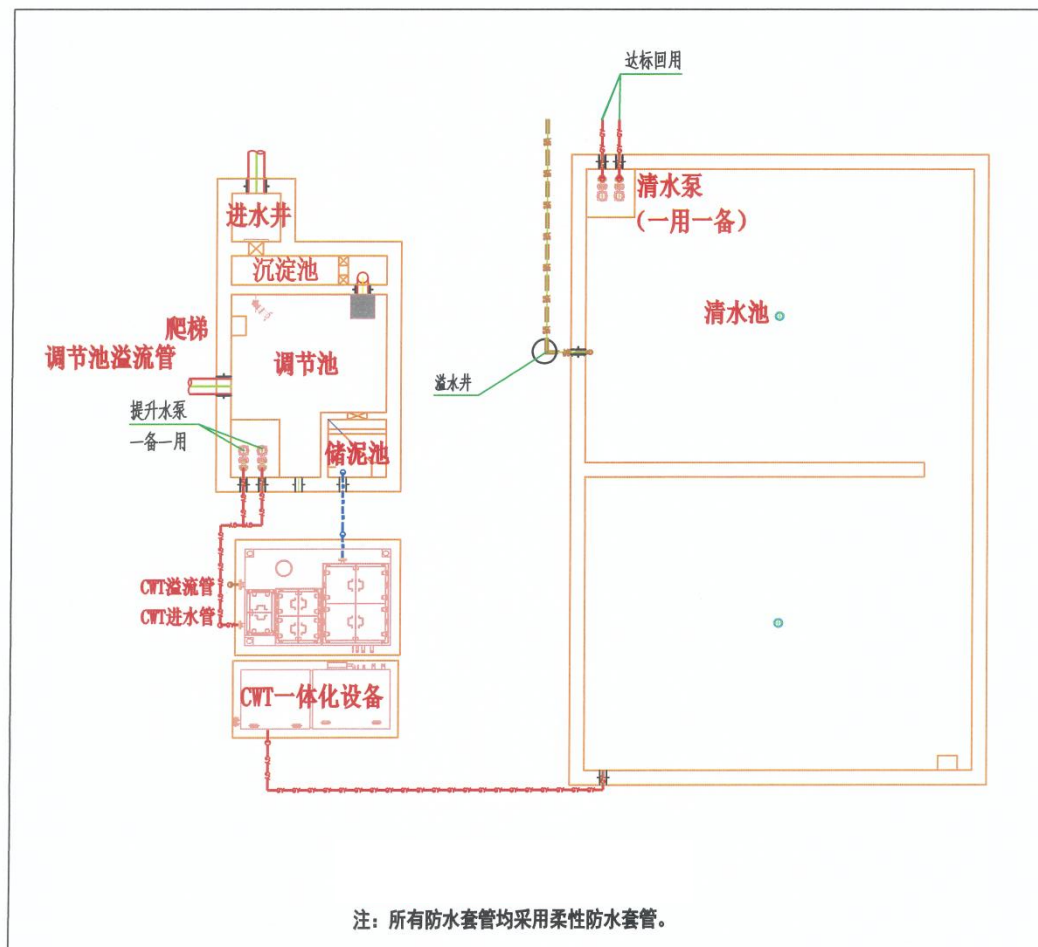 达标回用
清水泵
（一用一备）
进水井
沉淀池
爬梯
清水池
调节池溢流管
调节池
溢水井
提升水泵
一备一用
储泥池
CWT溢流管
CWT进水管
CWT一体化设备
注：所有防水套管均采用柔性防水套管。